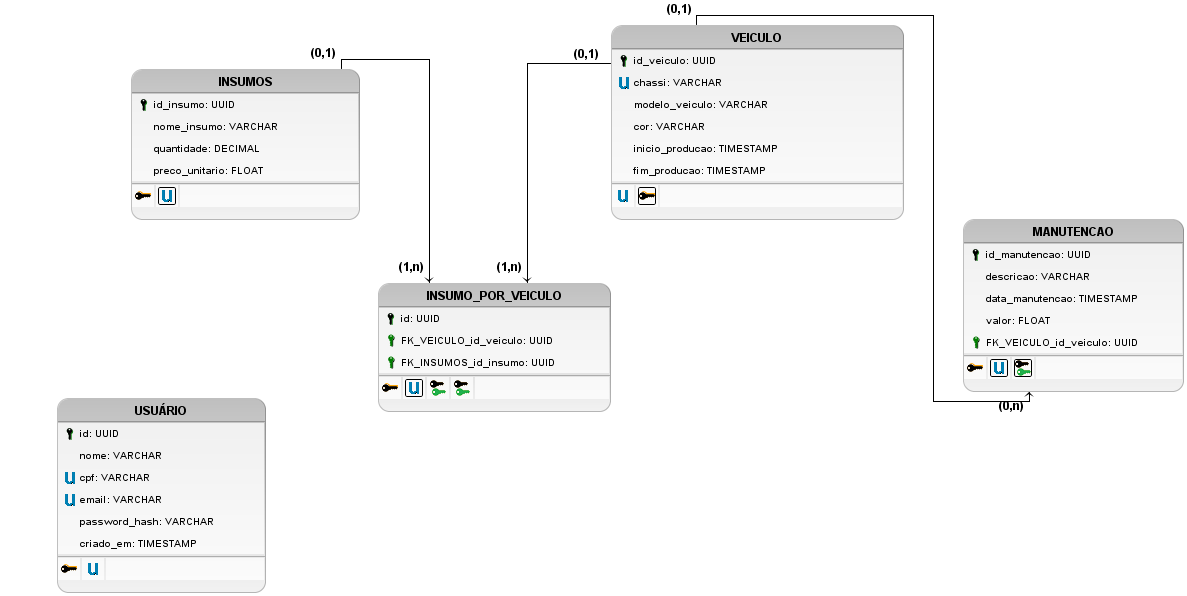 (0,1)
INSUMOS
id_insumo: UUID
nome_insumo: VARCHAR
quantidade: DECIMAL
preco_unitario: FLOAT
U
(0,1)
(0,1)
VEICULO
id_veiculo: UUID
U chassi: VARCHAR
modelo_veiculo: VARCHAR
cor: VARCHAR
inicio_producao: TIMESTAMP
fim_producao: TIMESTAMP
U
MANUTENCAO
id_manutencao: UUID
descricao: VARCHAR
data_manutencao: TIMESTAMP
valor: FLOAT
FK_VEICULO_id_veiculo: UUID
U
(0,n)
(1,n)
(1,n)
INSUMO_POR_VEICULO
id: UUID
FK_VEICULO_id_veiculo: UUID
FK_INSUMOS_id_insumo: UUID
U
USUÁRIO
id: UUID
nome: VARCHAR
U cpf: VARCHAR
U email: VARCHAR
password_hash: VARCHAR
criado_em: TIMESTAMP
U